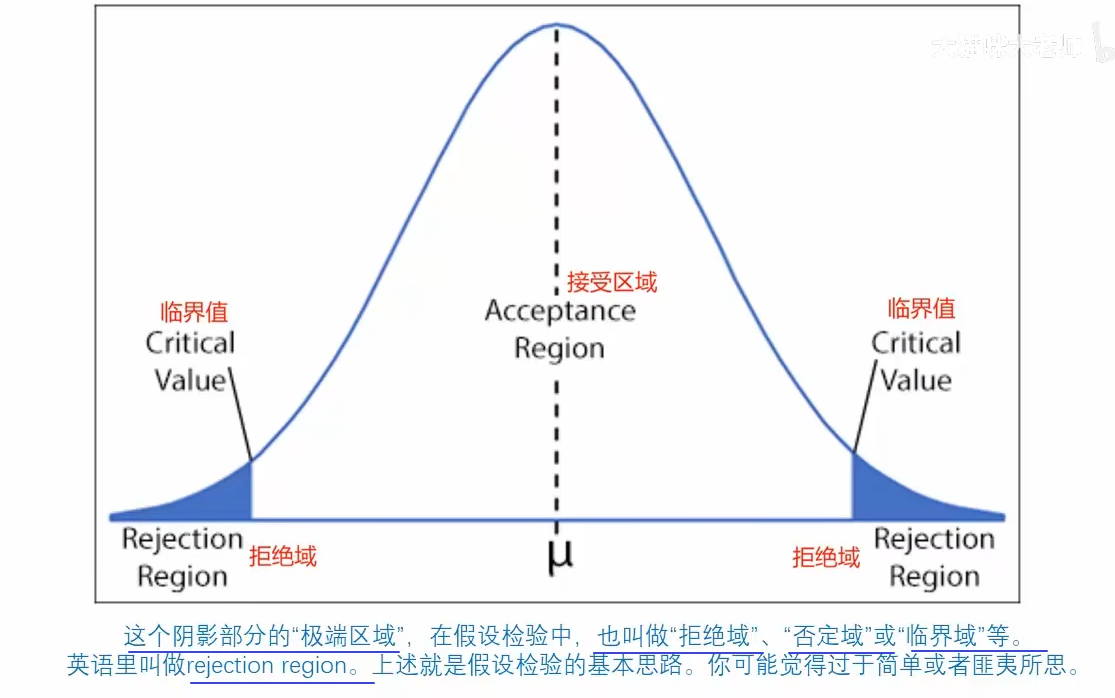 接受区域
Acceptance
Region
临界值
Critical
Value
临界值
Critical
Value
Rejection
Region
拒绝域
μ
拒绝域
Rejection
Region
这个阴影部分的“极端区域”，在假设检验中，也叫做“拒绝域”、“否定域”或“临界域”等。
英语里叫做rejection region。上述就是假设检验的基本思路。你可能觉得过于简单或者匪夷所思。